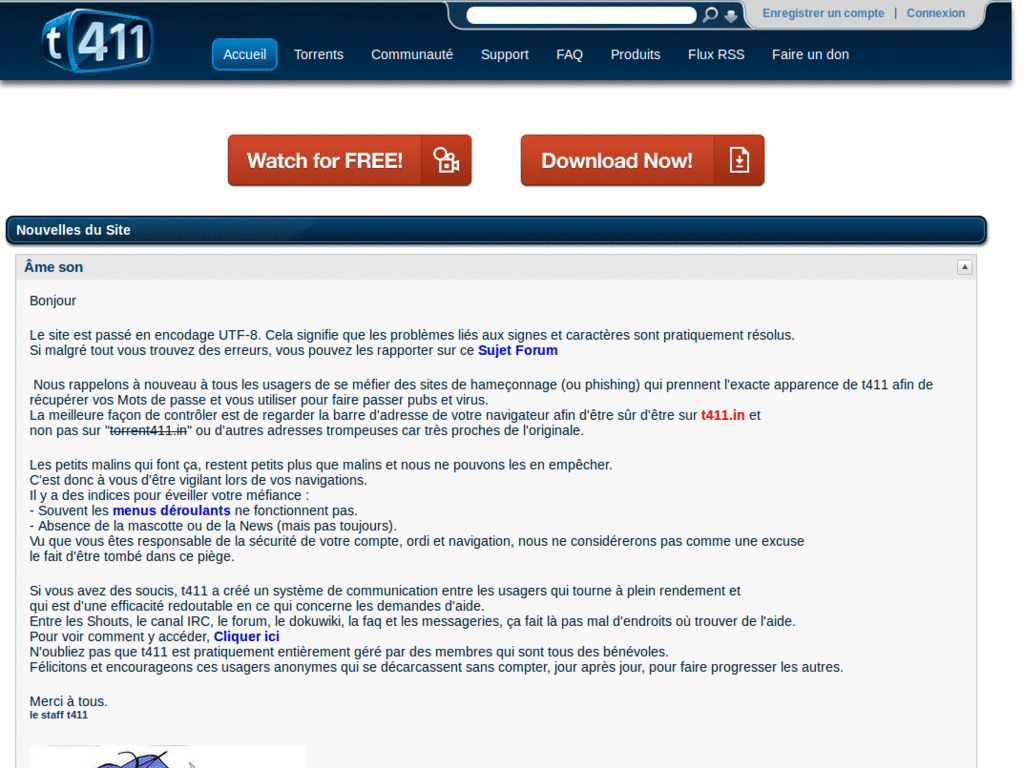 t411
Enregistrer un compte | Connexion
Accueil Torrents Communauté Support FAQ Produits Flux RSS Faire un don
Watch for FREE! Download Now!
Nouvelles du Site
Âme son
Bonjour
Le site est passé en encodage UTF-8. Cela signifie que les problèmes liés aux signes et caractères sont pratiquement résolus.
Si malgré tout vous trouvez des erreurs, vous pouvez les rapporter sur ce Sujet Forum
Nous rappelons à nouveau à tous les usagers de se méfier des sites de hameçonnage (ou phishing) qui prennent l'exacte apparence de t411 afin de
récupérer vos Mots de passe et vous utiliser pour faire passer pubs et virus.
La meilleure façon de contrôler est de regarder la barre d'adresse de votre navigateur afin d'être sûr d'être sur t411.in et
non pas sur "torrent411.in" ou d'autres adresses trompeuses car très proches de l'originale.
Les petits malins qui font ça, restent petits plus que malins et nous ne pouvons les en empêcher.
C'est donc à vous d'être vigilant lors de vos navigations.
Il y a des indices pour éveiller votre méfiance :
- Souvent les menus déroulants ne fonctionnent pas.
- Absence de la mascotte ou de la News (mais pas toujours).
Vu que vous êtes responsable de la sécurité de votre compte, ordi et navigation, nous ne considérerons pas comme une excuse
le fait d'être tombé dans ce piège.
Si vous avez des soucis, t411 a créé un système de communication entre les usagers qui tourne à plein rendement et
qui est d'une efficacité redoutable en ce qui concerne les demandes d'aide.
Entre les Shouts, le canal IRC, le forum, le dokuwiki, la faq et les messageries, ça fait là pas mal d'endroits où trouver de l'aide.
Pour voir comment y accéder, Cliquer ici
N'oubliez pas que t411 est pratiquement entièrement géré par des membres qui sont tous des bénévoles.
Félicitons et encourageons ces usagers anonymes qui se décarcassent sans compter, jour après jour, pour faire progresser les autres.
Merci à tous.
le staff t411